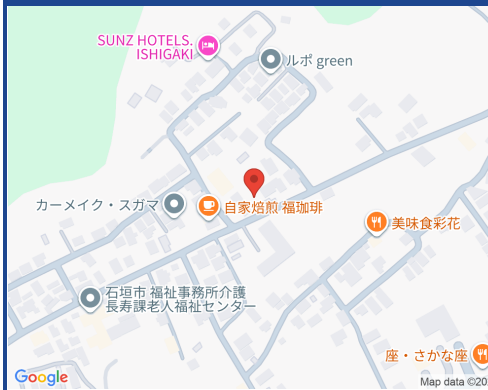 SUNZ HOTELS.
ISHIGAKI
ルポ green
カーメイク・スガマ
自家焙煎 福珈琲
美味食彩花
石垣市 福祉事務所介護
長寿課老人福祉センター
座・さかな座
Google
Map data ©20